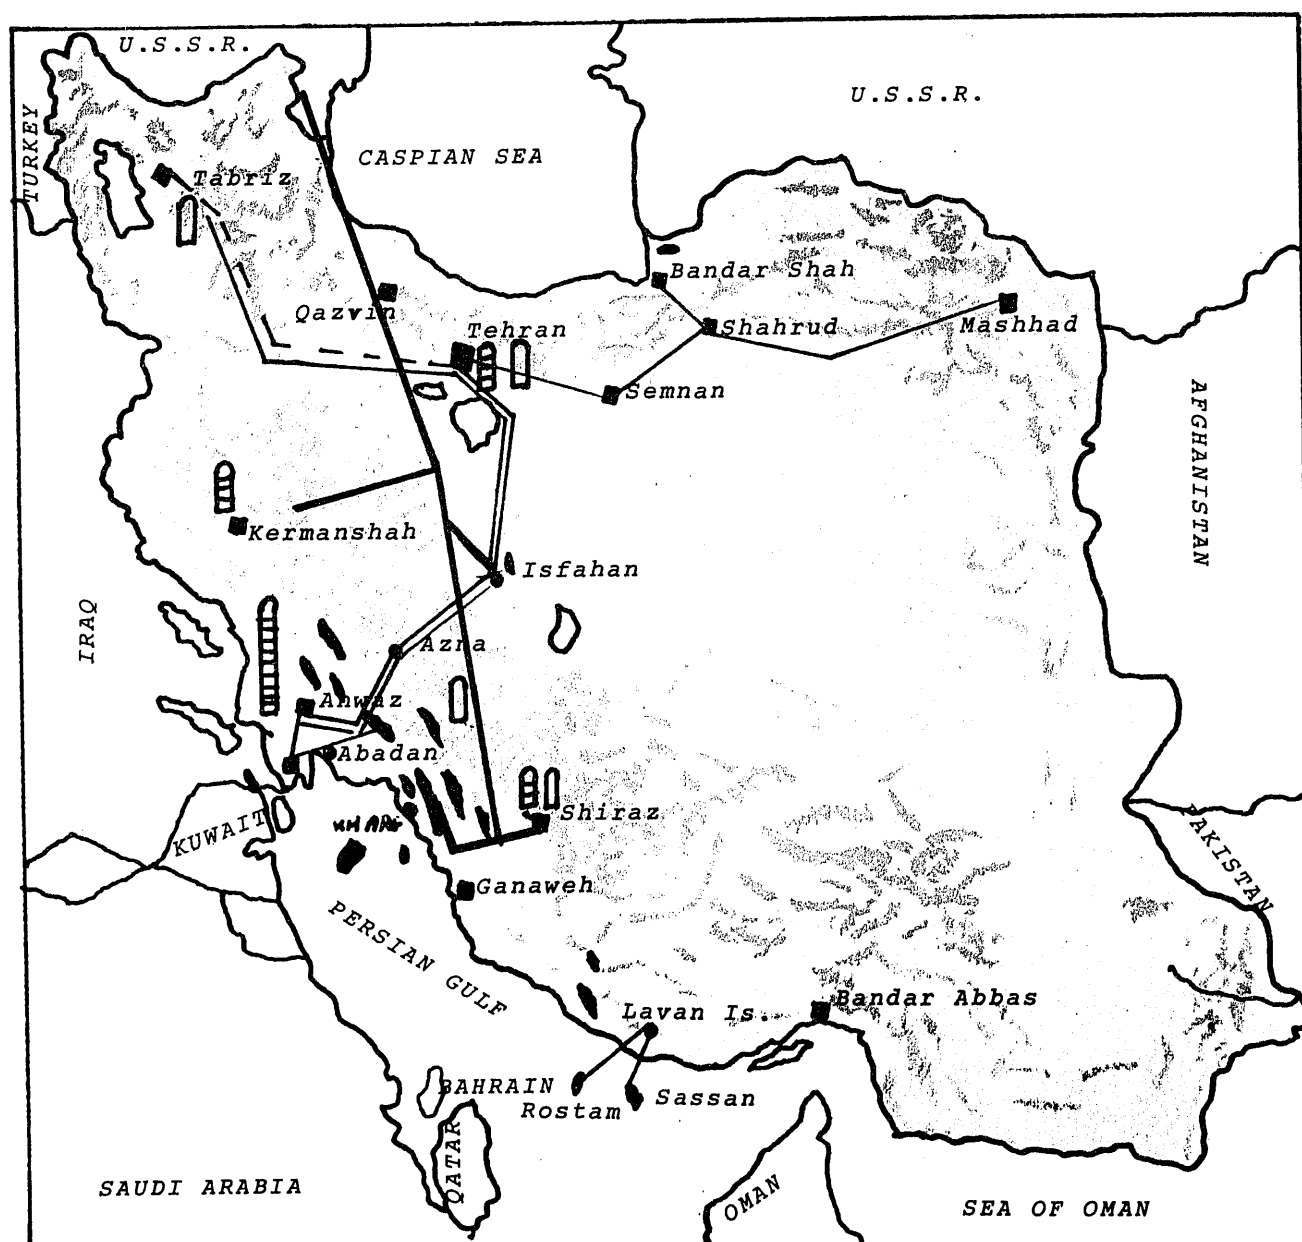 U.S.S.R.
U.S.S.R.
TURKEY
CASPIAN SEA
Tabriz
Bandar Shah
Qazvin
Tehran
Shahrud
Mashhad
Semnan
AFGHANISTAN
Kermanshah
Isfahan
IRAQ
Azna
Ahwaz
Abadan
Shiraz
KUWAIT
KHARG
PAKISTAN
Ganaweh
PERSIAN GULF
Bandar Abbas
Lavan Is.
BAHRAIN
Rostam
Sassan
QATAR
SAUDI ARABIA
OMAN
SEA OF OMAN